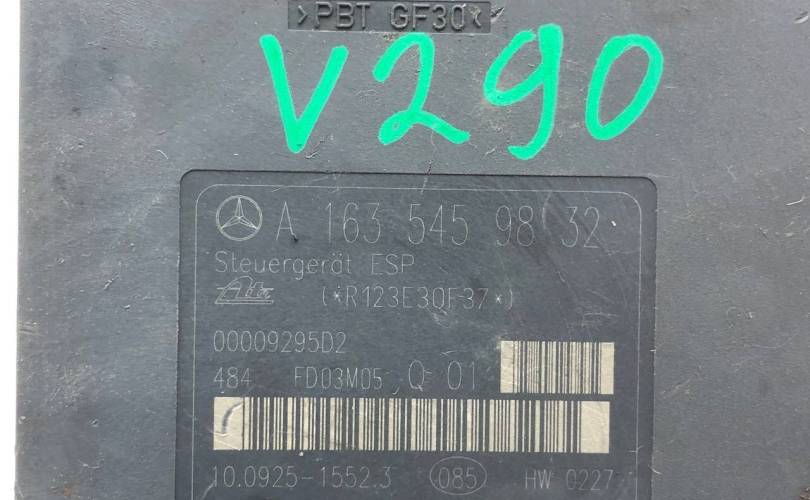 >PBT GF30<
V290
A 163 545 98 32
Steuergerät ESP
Ate (*R123E30F37*)
00009295D2
484 FD03M05 Q 01
10.0925-1552.3 085 HW 0227